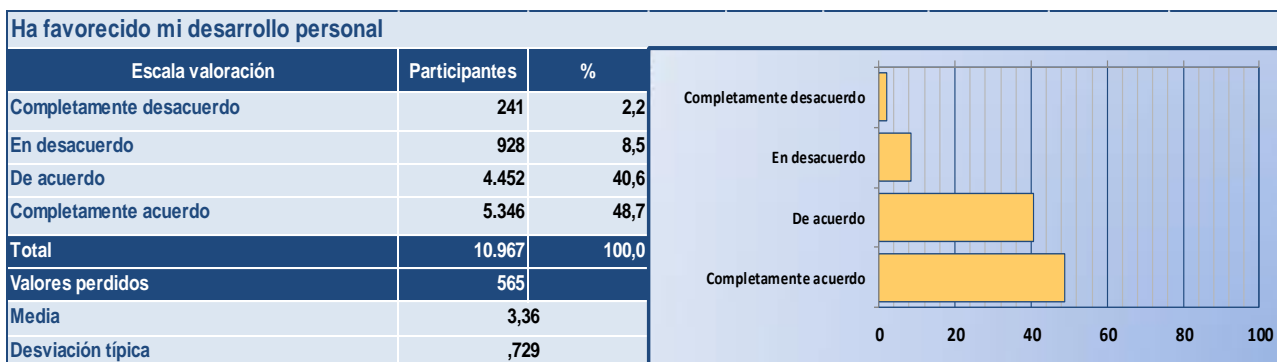 Ha favorecido mi desarrollo personal
Escala valoración Participantes %
Completamente desacuerdo 241 2,2
En desacuerdo 928 8,5
De acuerdo 4.452 40,6
Completamente acuerdo 5.346 48,7
Total 10.967 100,0
Valores perdidos 565
Media 3,36
Desviación típica ,729
Completamente desacuerdo
En desacuerdo
De acuerdo
Completamente acuerdo
0 20 40 60 80 100